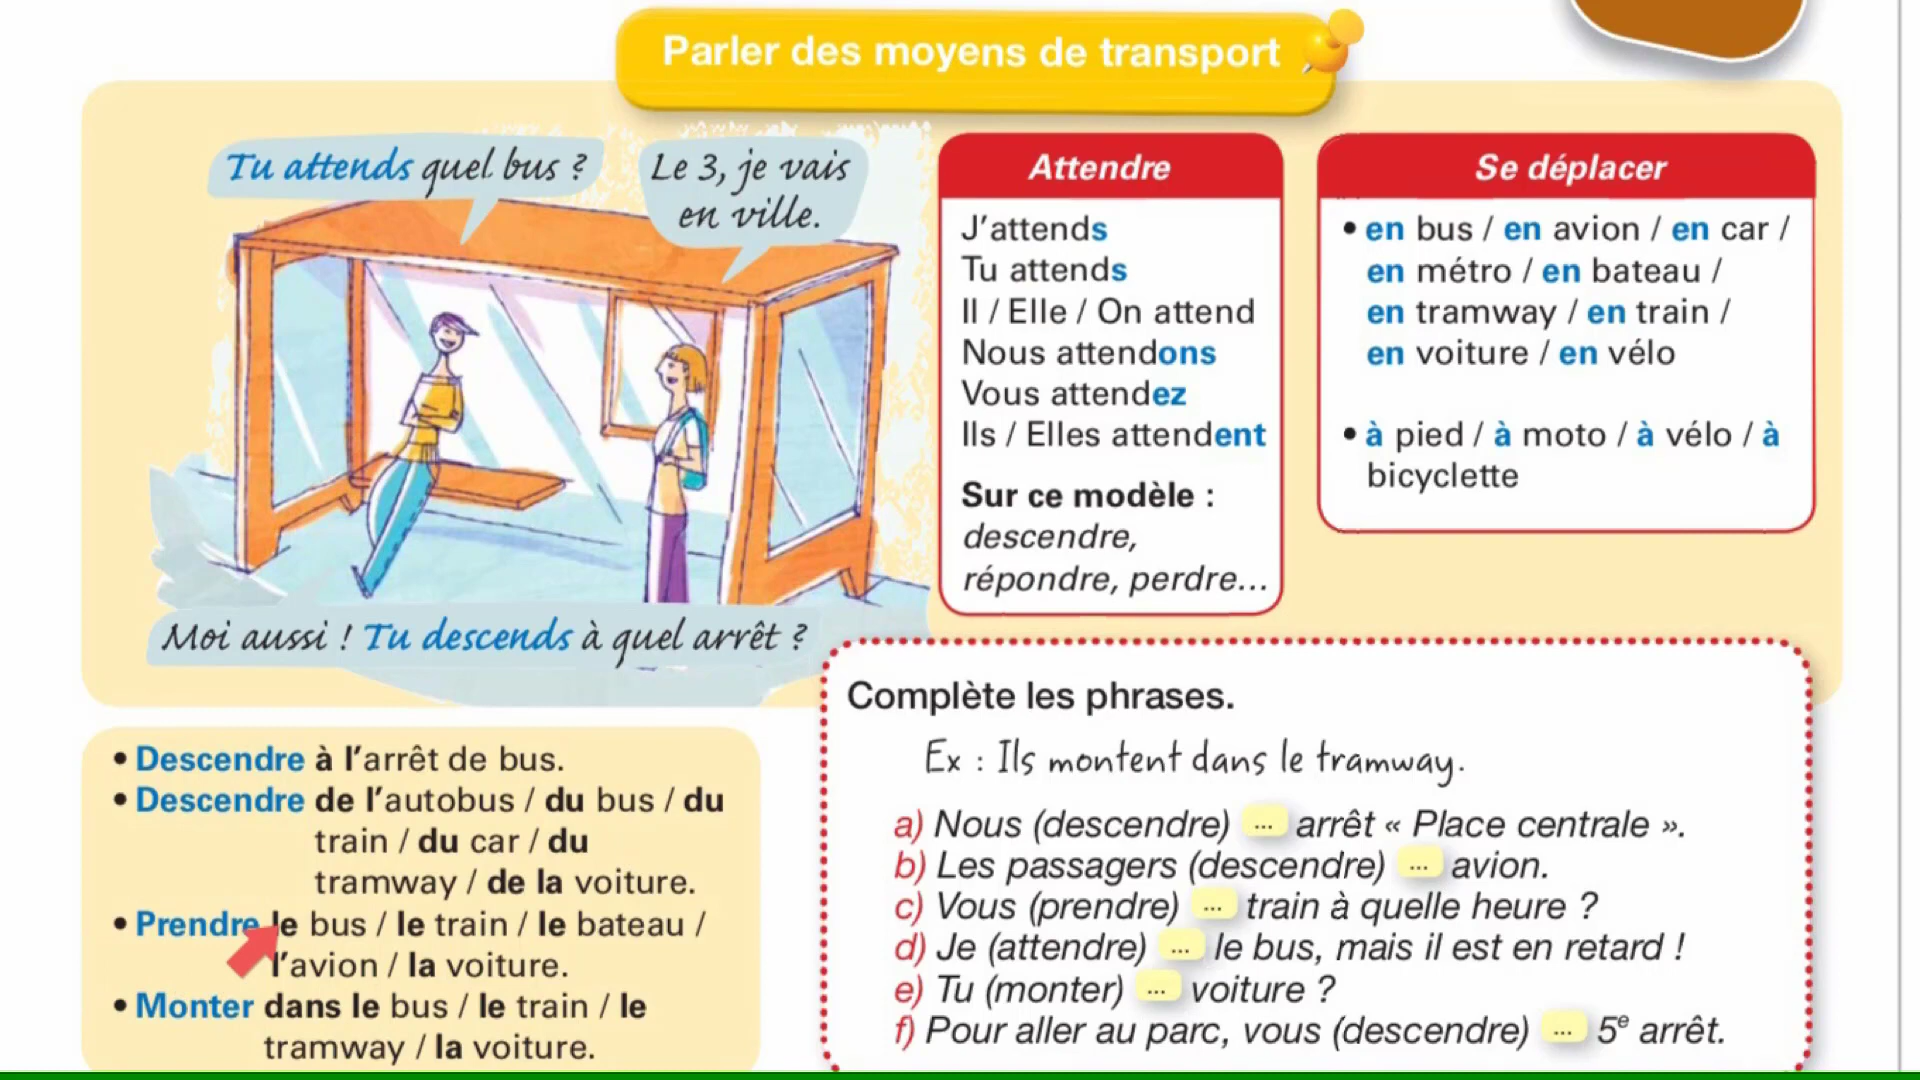 Parler des moyens de transport
Tu attends quel bus ?
Le 3, je vais
en ville.
Moi aussi ! Tu descends à quel arrêt ?
Attendre
J'attends
Tu attends
Il / Elle / On attend
Nous attendons
Vous attendez
Ils / Elles attendent
Sur ce modèle :
descendre,
répondre, perdre...
Se déplacer
• en bus / en avion / en car /
en métro / en bateau /
en tramway / en train /
en voiture / en vélo
• à pied / à moto / à vélo / à
bicyclette
• Descendre à l'arrêt de bus.
• Descendre de l'autobus / du bus / du
train / du car / du
tramway / de la voiture.
• Prendre le bus / le train / le bateau /
l'avion / la voiture.
• Monter dans le bus / le train / le
tramway / la voiture.
Complète les phrases.
Ex : Ils montent dans le tramway.
a) Nous (descendre) ... arrêt « Place centrale ».
b) Les passagers (descendre) ... avion.
c) Vous (prendre) ... train à quelle heure ?
d) Je (attendre) ... le bus, mais il est en retard !
e) Tu (monter) ... voiture ?
f) Pour aller au parc, vous (descendre) ... 5e arrêt.